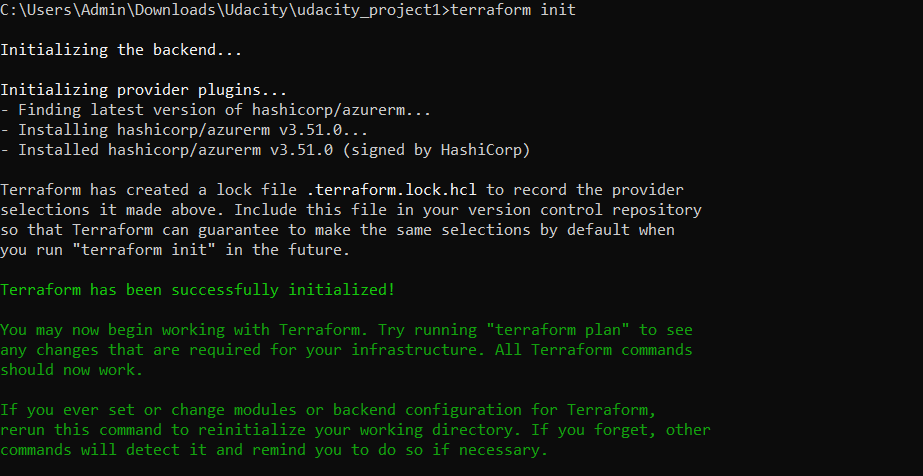 C:\Users\Admin\Downloads\Udacity\udacity_project1>terraform init
Initializing the backend...
Initializing provider plugins...
- Finding latest version of hashicorp/azurerm...
- Installing hashicorp/azurerm v3.51.0...
- Installed hashicorp/azurerm v3.51.0 (signed by HashiCorp)
Terraform has created a lock file .terraform.lock.hcl to record the provider
selections it made above. Include this file in your version control repository
so that Terraform can guarantee to make the same selections by default when
you run "terraform init" in the future.
Terraform has been successfully initialized!
You may now begin working with Terraform. Try running "terraform plan" to see
any changes that are required for your infrastructure. All Terraform commands
should now work.
If you ever set or change modules or backend configuration for Terraform,
rerun this command to reinitialize your working directory. If you forget, other
commands will detect it and remind you to do so if necessary.